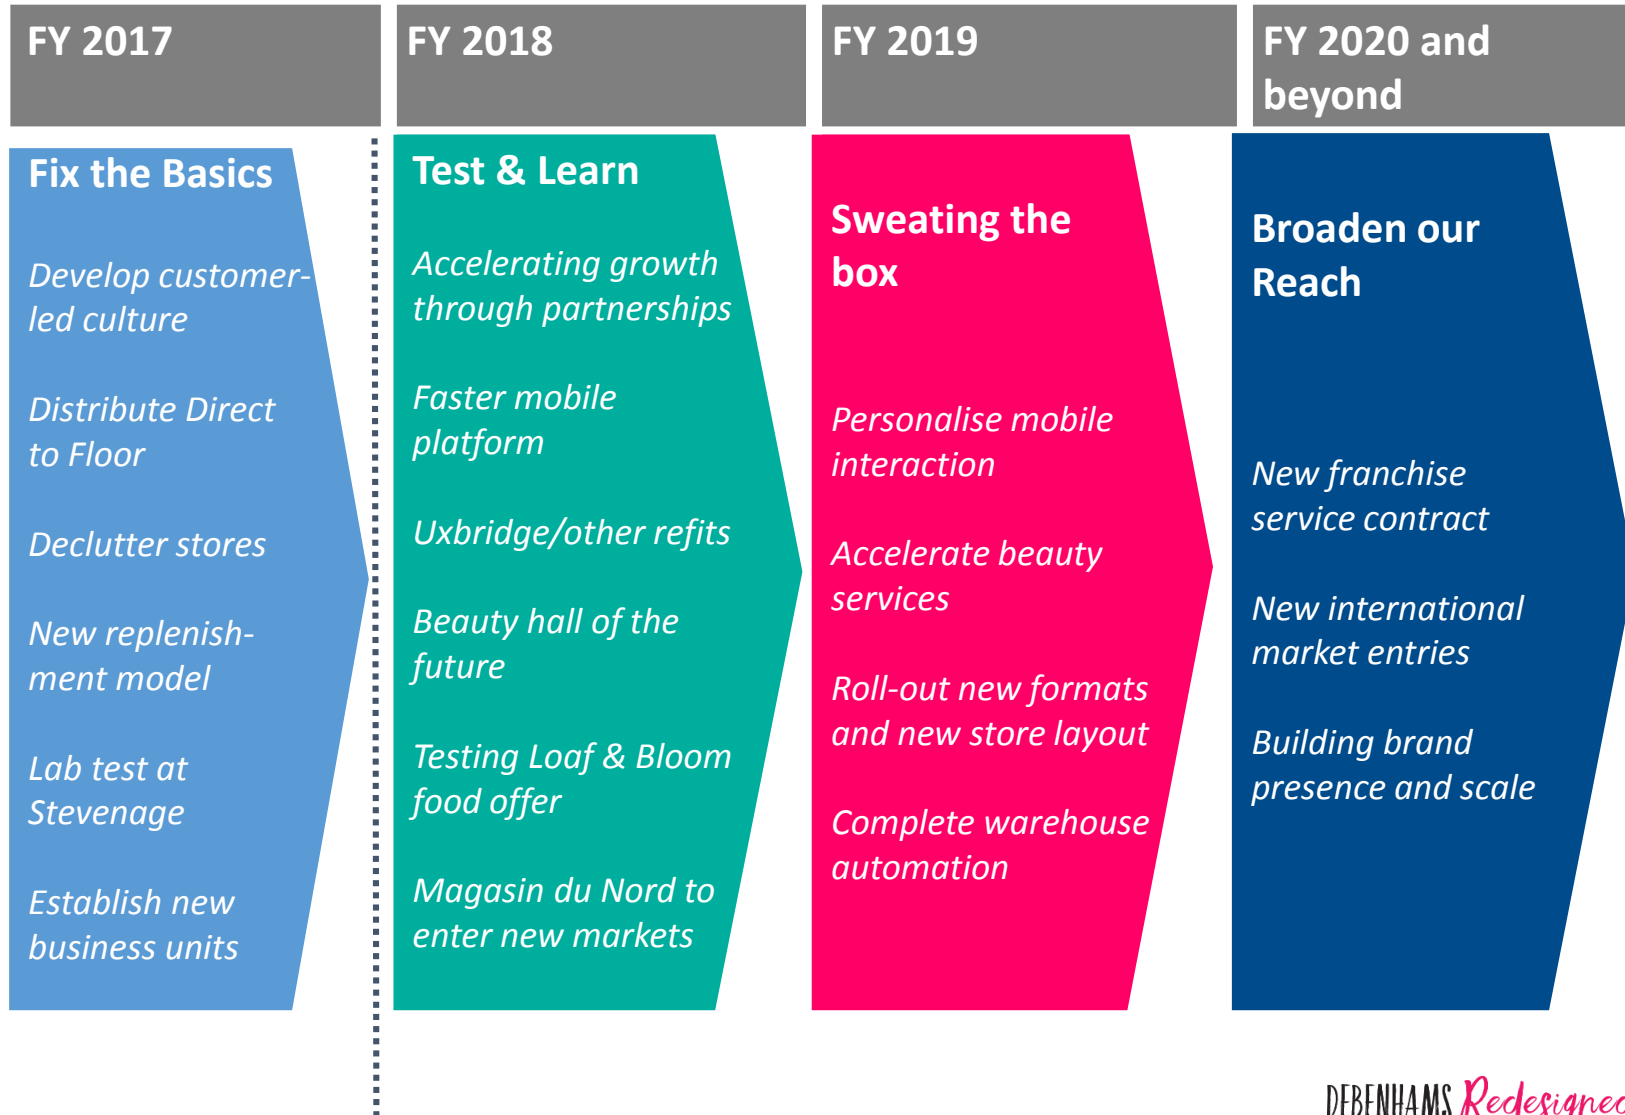 FY 2017
FY 2018
FY 2019
FY 2020 and
beyond
Fix the Basics
Develop customer-
led culture
Distribute Direct
to Floor
Declutter stores
New replenish-
ment model
Lab test at
Stevenage
Establish new
business units
Test & Learn
Accelerating growth
through partnerships
Faster mobile
platform
Uxbridge/other refits
Beauty hall of the
future
Testing Loaf & Bloom
food offer
Magasin du Nord to
enter new markets
Sweating the
box
Personalise mobile
interaction
Accelerate beauty
services
Roll-out new formats
and new store layout
Complete warehouse
automation
Broaden our
Reach
New franchise
service contract
New international
market entries
Building brand
presence and scale
DEBENHAMS Redesigned